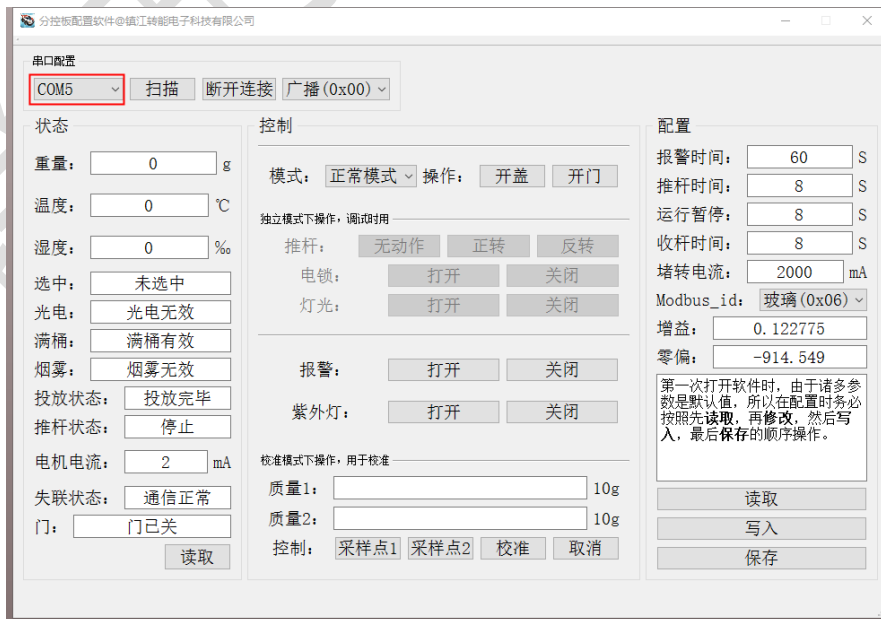 分控板配置软件@镇江转能电子科技有限公司
串口配置
COM5 扫描 断开连接 广播(0x00)
状态
重量: 0 g
温度: 0 ℃
湿度: 0 ‰
选中: 未选中
光电: 光电无效
满桶: 满桶有效
烟雾: 烟雾无效
投放状态: 投放完毕
推杆状态: 停止
电机电流: 2 mA
失联状态: 通信正常
门: 门已关
读取
控制
模式: 正常模式 操作: 开盖 开门
独立模式下操作，调试时用
推杆: 无动作 正转 反转
电锁: 打开 关闭
灯光: 打开 关闭
报警: 打开 关闭
紫外灯: 打开 关闭
校准模式下操作，用于校准
质量1: 10g
质量2: 10g
控制: 采样点1 采样点2 校准 取消
配置
报警时间: 60 S
推杆时间: 8 S
运行暂停: 8 S
收杆时间: 8 S
堵转电流: 2000 mA
Modbus_id: 玻璃(0x06)
增益: 0.122775
零偏: -914.549
第一次打开软件时，由于诸多参
数是默认值，所以在配置时务必
按照先读取，再修改，然后写
入，最后保存的顺序操作。
读取
写入
保存